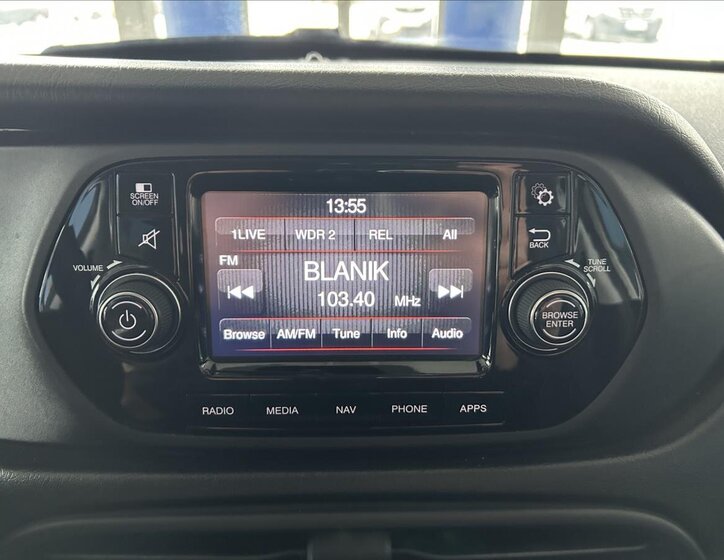 SCREEN
ON/OFF
VOLUME
13:55
1LIVE WDR 2 REL All
FM
BLANIK
103.40 MHz
Browse AM/FM Tune Info Audio
BACK
TUNE
SCROLL
BROWSE
ENTER
RADIO MEDIA NAV PHONE APPS